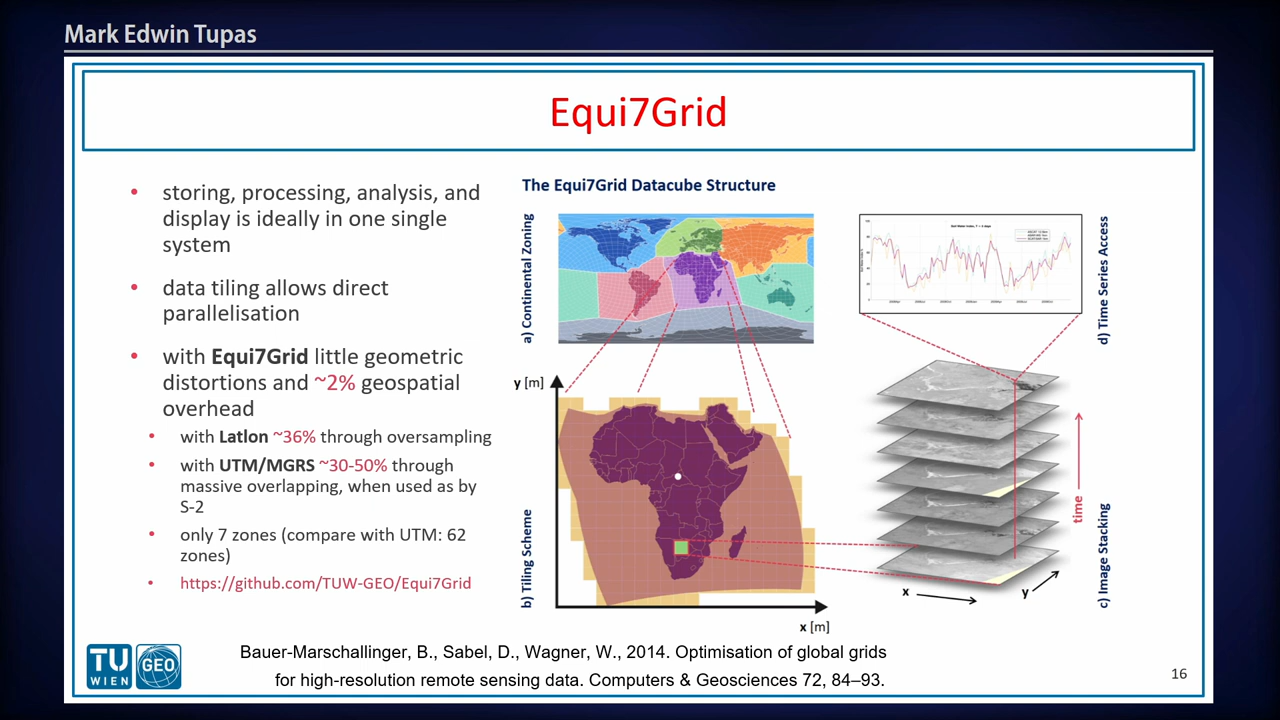 Mark Edwin Tupas
Equi7Grid
• storing, processing, analysis, and
display is ideally in one single
system
• data tiling allows direct
parallelisation
• with Equi7Grid little geometric
distortions and ~2% geospatial
overhead
• with Latlon ~36% through oversampling
• with UTM/MGRS ~30-50% through
massive overlapping, when used as by
S-2
• only 7 zones (compare with UTM: 62
zones)
• https://github.com/TUW-GEO/Equi7Grid
The Equi7Grid Datacube Structure
a) Continental Zoning
d) Time Series Access
y [m]
b) Tiling Scheme
x [m]
time
c) Image Stacking
x
y
Bauer-Marschallinger, B., Sabel, D., Wagner, W., 2014. Optimisation of global grids
for high-resolution remote sensing data. Computers & Geosciences 72, 84–93.
TU
WIEN
GEO
16